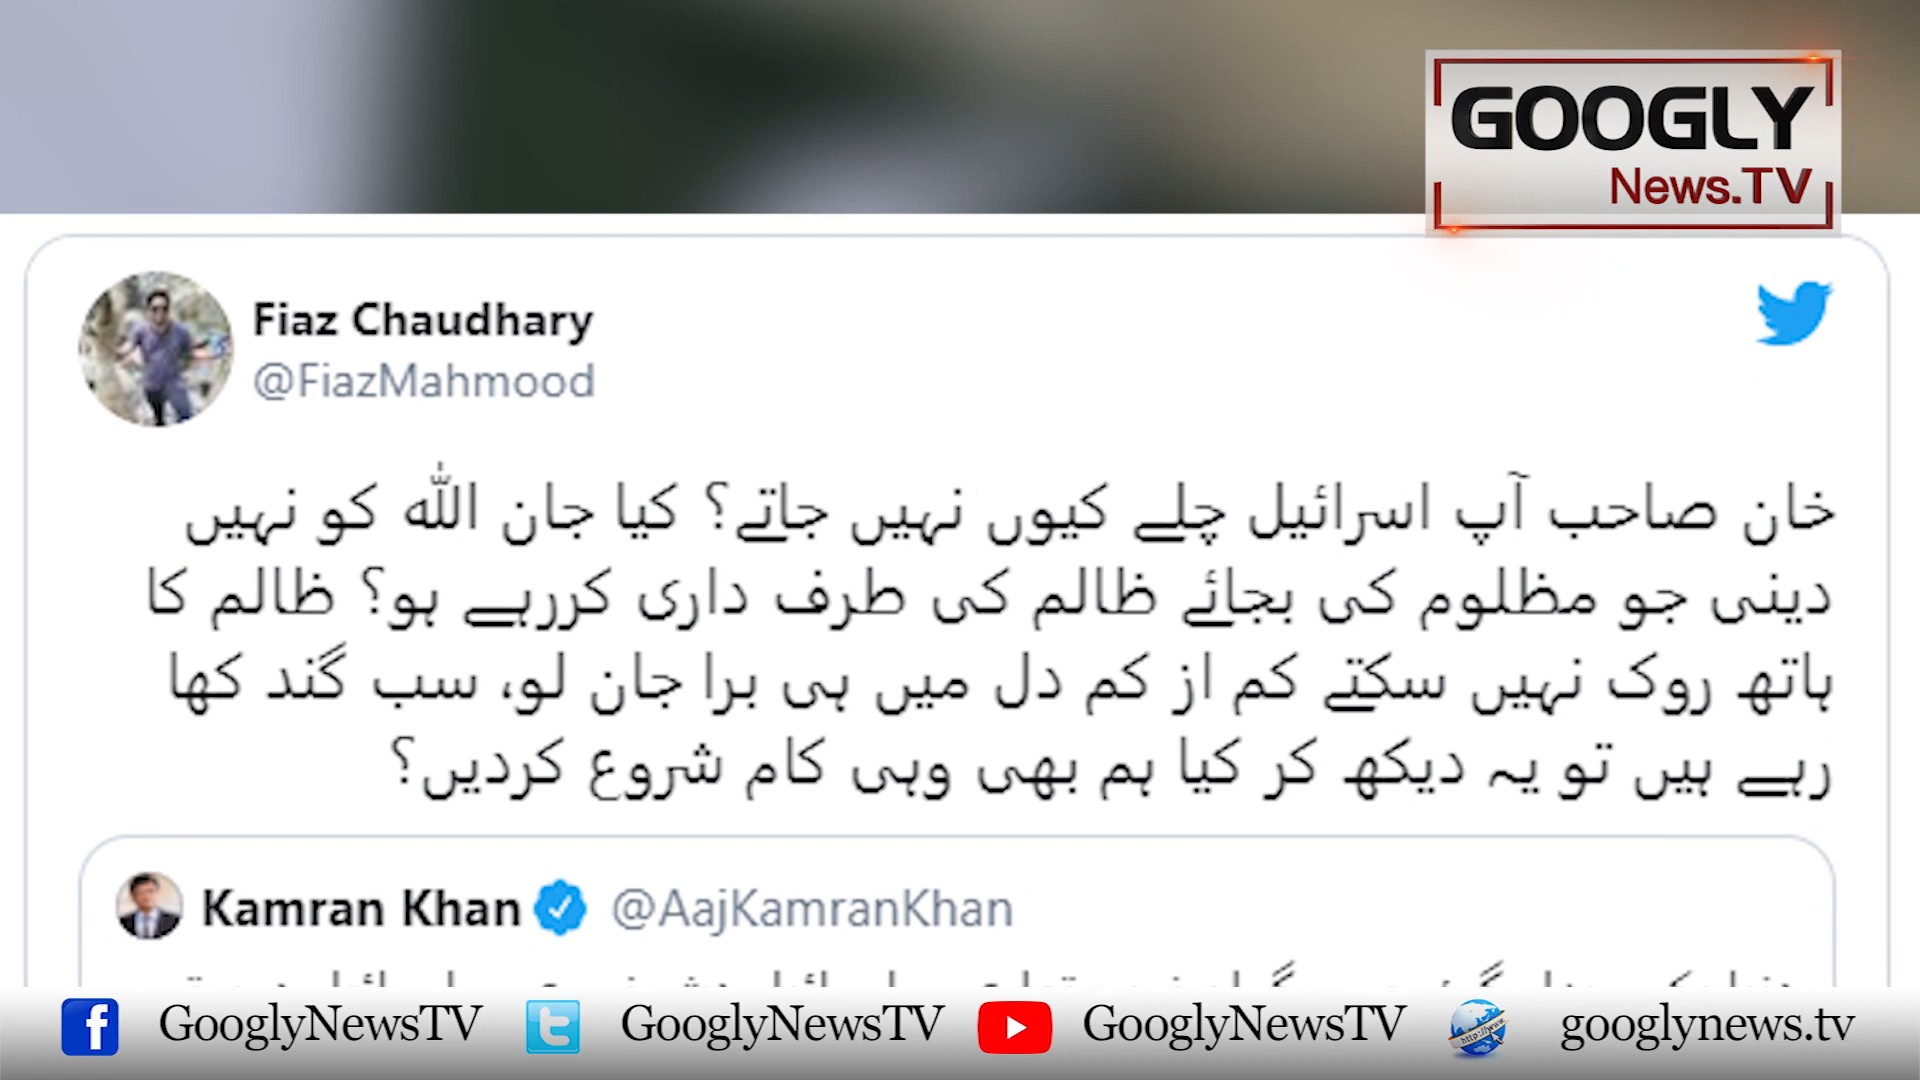 GOOGLY
News.TV
Fiaz Chaudhary
@FiazMahmood
خان صاحب آپ اسرائیل چلے کیوں نہیں جاتے؟ کیا جان اللہ کو نہیں
دینی جو مظلوم کی بجائے ظالم کی طرف داری کررہے ہو؟ ظالم کا
ہاتھ روک نہیں سکتے کم از کم دل میں ہی برا جان لو، سب گند کھا
رہے ہیں تو یہ دیکھ کر کیا ہم بھی وہی کام شروع کردیں؟
Kamran Khan @AajKamranKhan
GooglyNewsTV GooglyNewsTV GooglyNewsTV googlynews.tv